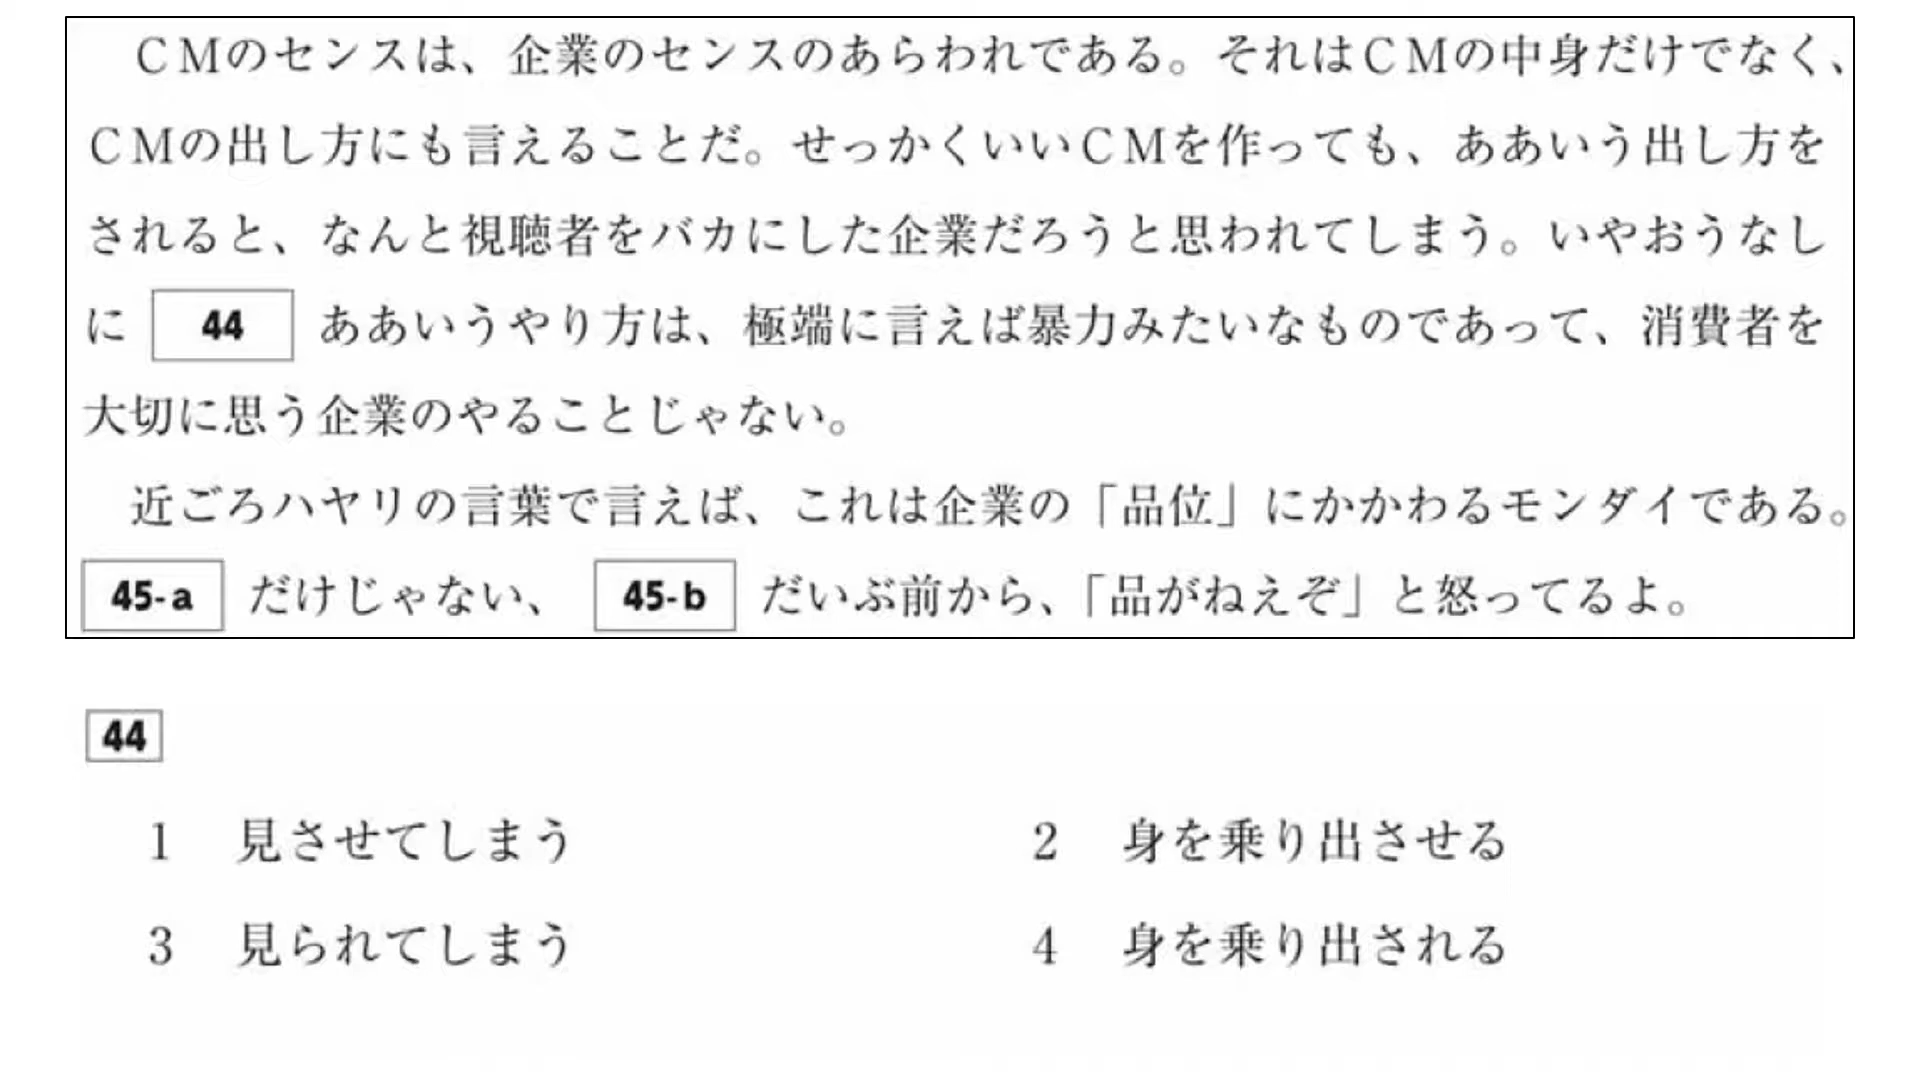 ＣＭのセンスは、企業のセンスのあらわれである。それはＣＭの中身だけでなく、
ＣＭの出し方にも言えることだ。せっかくいいＣＭを作っても、ああいう出し方を
されると、なんと視聴者をバカにした企業だろうと思われてしまう。いやおうなし
に 44 ああいうやり方は、極端に言えば暴力みたいなものであって、消費者を
大切に思う企業のやることじゃない。
近ごろハヤリの言葉で言えば、これは企業の「品位」にかかわるモンダイである。
45-a だけじゃない、 45-b だいぶ前から、「品がねえぞ」と怒ってるよ。
44
1 見させてしまう 2 身を乗り出させる
3 見られてしまう 4 身を乗り出される